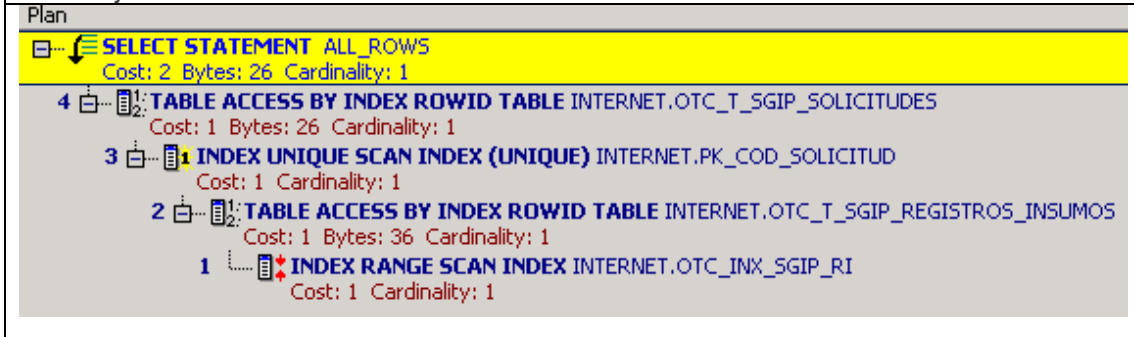 Plan
SELECT STATEMENT ALL_ROWS
Cost: 2 Bytes: 26 Cardinality: 1
4 TABLE ACCESS BY INDEX ROWID TABLE INTERNET.OTC_T_SGIP_SOLICITUDES
Cost: 1 Bytes: 26 Cardinality: 1
3 INDEX UNIQUE SCAN INDEX (UNIQUE) INTERNET.PK_COD_SOLICITUD
Cost: 1 Cardinality: 1
2 TABLE ACCESS BY INDEX ROWID TABLE INTERNET.OTC_T_SGIP_REGISTROS_INSUMOS
Cost: 1 Bytes: 36 Cardinality: 1
1 INDEX RANGE SCAN INDEX INTERNET.OTC_INX_SGIP_RI
Cost: 1 Cardinality: 1